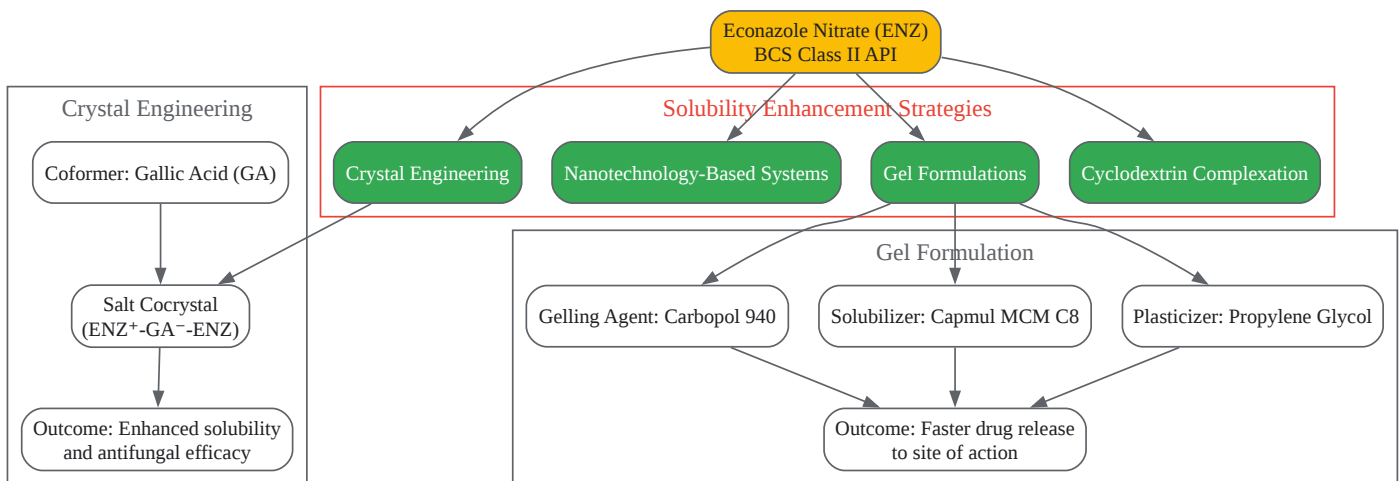 Econazole Nitrate (ENZ)
BCS Class II API
Crystal Engineering
Solubility Enhancement Strategies
Coformer: Gallic Acid (GA)
Crystal Engineering
Nanotechnology-Based Systems
Gel Formulations
Cyclodextrin Complexation
Gel Formulation
Salt Cocrystal
(ENZ⁺-GA⁻-ENZ)
Gelling Agent: Carbopol 940
Solubilizer: Capmul MCM C8
Plasticizer: Propylene Glycol
Outcome: Enhanced solubility
and antifungal efficacy
Outcome: Faster drug release
to site of action